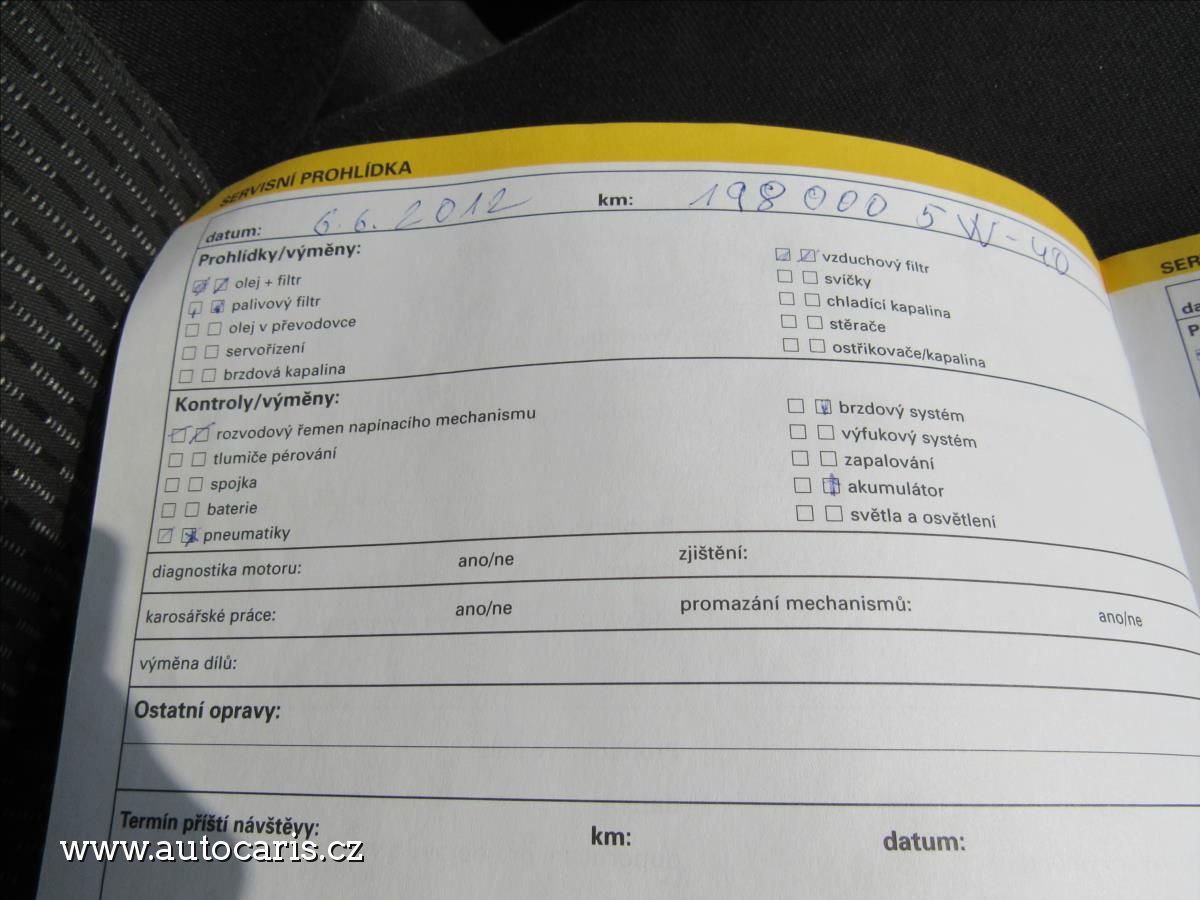 SERVISNÍ PROHLÍDKA
datum: 6.6.2012 km: 198 000 5W-40
Prohlídky/výměny:
olej + filtr
palivový filtr
olej v převodovce
servořízení
brzdová kapalina
vzduchový filtr
svíčky
chladící kapalina
stěrače
ostřikovače/kapalina
Kontroly/výměny:
rozvodový řemen napínacího mechanismu
tlumiče pérování
spojka
baterie
pneumatiky
brzdový systém
výfukový systém
zapalování
akumulátor
světla a osvětlení
diagnostika motoru: ano/ne zjištění:
karosářské práce: ano/ne promazání mechanismů: ano/ne
výměna dílů:
Ostatní opravy:
Termín příští návštěvy: km: datum:
www.autocaris.cz
SER
da
P